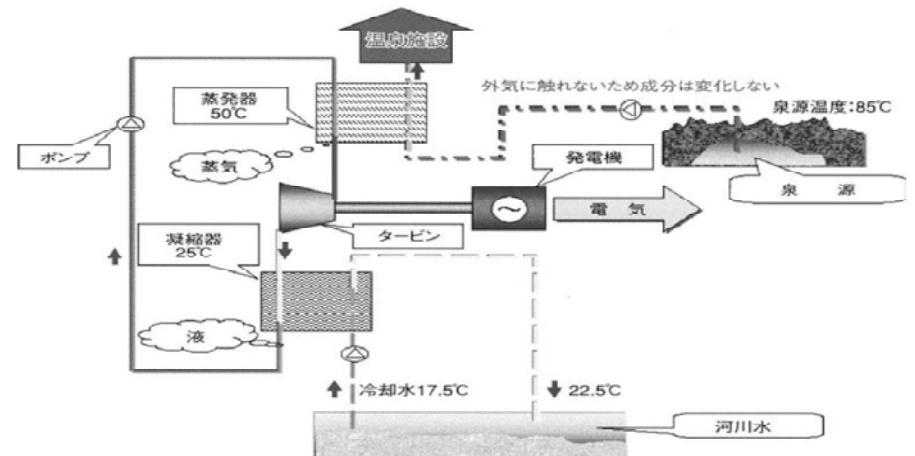 温泉施設
外気に触れないため成分は変化しない
蒸発器
50℃
泉源温度:85℃
ポンプ
蒸気
発電機
泉 源
電 気
凝縮器
25℃
タービン
液
冷却水17.5℃
22.5℃
河川水